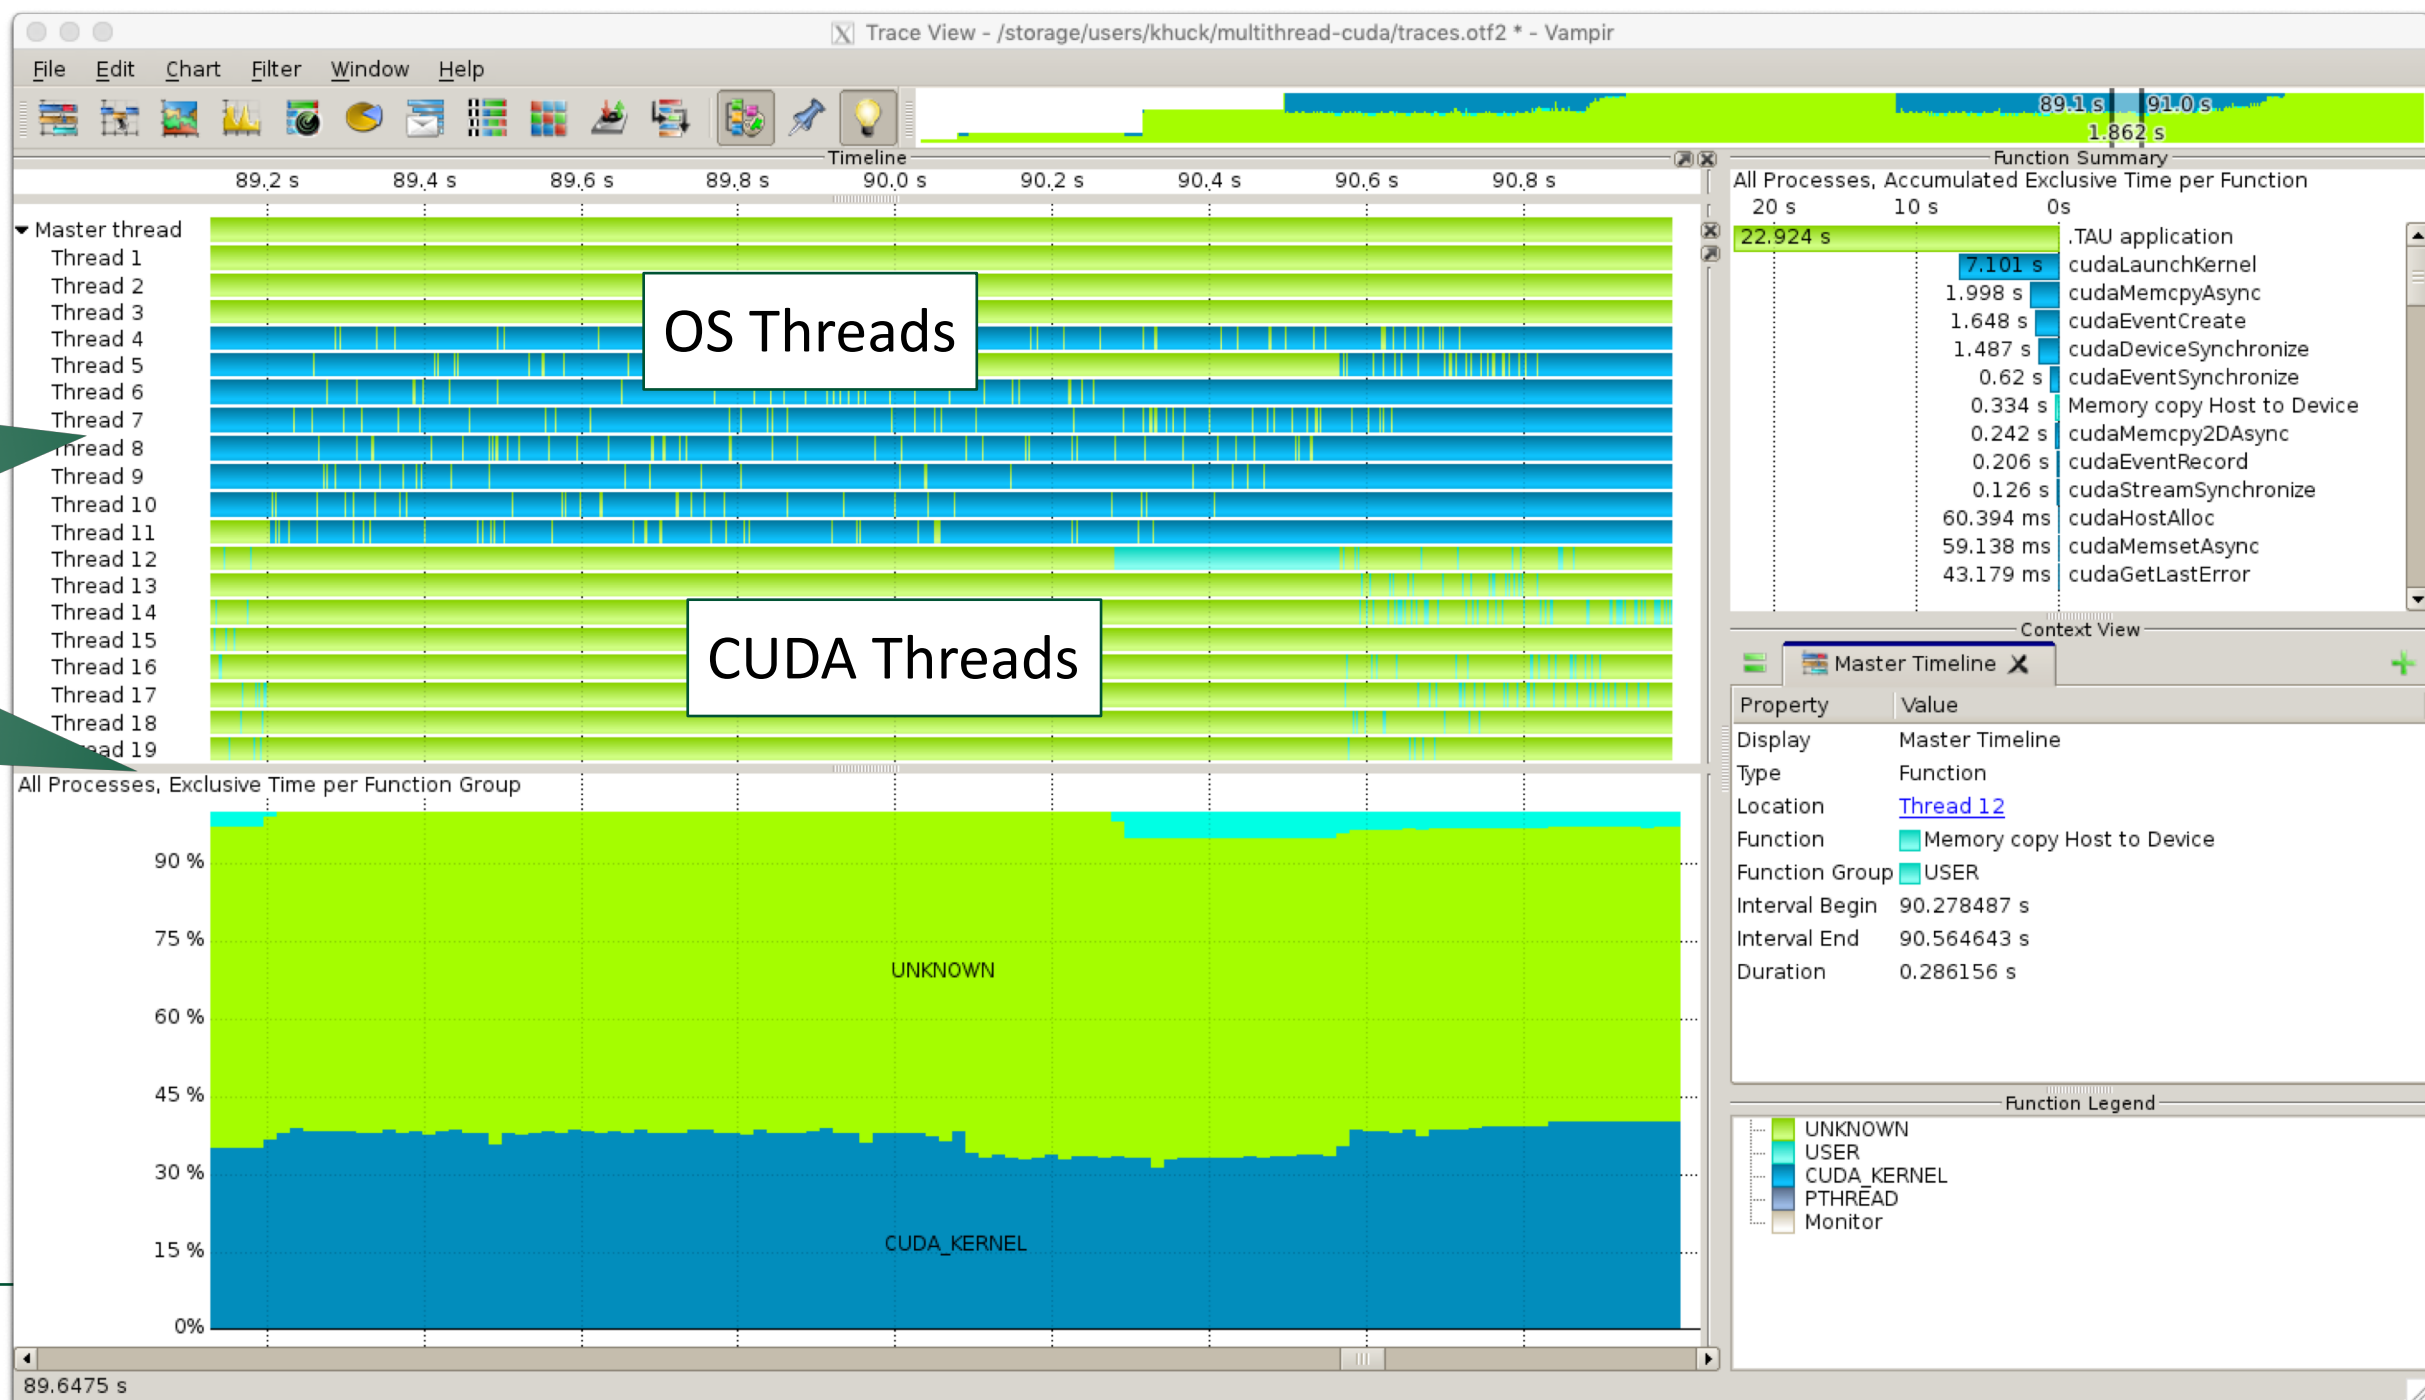 Trace View - /storage/users/khuck/multithread-cuda/traces.otf2 * - Vampir
File Edit Chart Filter Window Help
89.1 s 91.0 s
1.862 s
Timeline
89.2 s 89.4 s 89.6 s 89.8 s 90.0 s 90.2 s 90.4 s 90.6 s 90.8 s
Master thread
Thread 1
Thread 2
Thread 3
Thread 4
Thread 5
Thread 6
Thread 7
Thread 8
Thread 9
Thread 10
Thread 11
Thread 12
Thread 13
Thread 14
Thread 15
Thread 16
Thread 17
Thread 18
ead 19
OS Threads
CUDA Threads
All Processes, Exclusive Time per Function Group
90 %
75 %
60 %
45 %
30 %
15 %
0%
UNKNOWN
CUDA_KERNEL
89.6475 s
Function Summary
All Processes, Accumulated Exclusive Time per Function
20 s 10 s 0s
22.924 s .TAU application
7.101 s cudaLaunchKernel
1.998 s cudaMemcpyAsync
1.648 s cudaEventCreate
1.487 s cudaDeviceSynchronize
0.62 s cudaEventSynchronize
0.334 s Memory copy Host to Device
0.242 s cudaMemcpy2DAsync
0.206 s cudaEventRecord
0.126 s cudaStreamSynchronize
60.394 ms cudaHostAlloc
59.138 ms cudaMemsetAsync
43.179 ms cudaGetLastError
Context View
Master Timeline
Property Value
Display Master Timeline
Type Function
Location Thread 12
Function Memory copy Host to Device
Function Group USER
Interval Begin 90.278487 s
Interval End 90.564643 s
Duration 0.286156 s
Function Legend
UNKNOWN
USER
CUDA_KERNEL
PTHREAD
Monitor